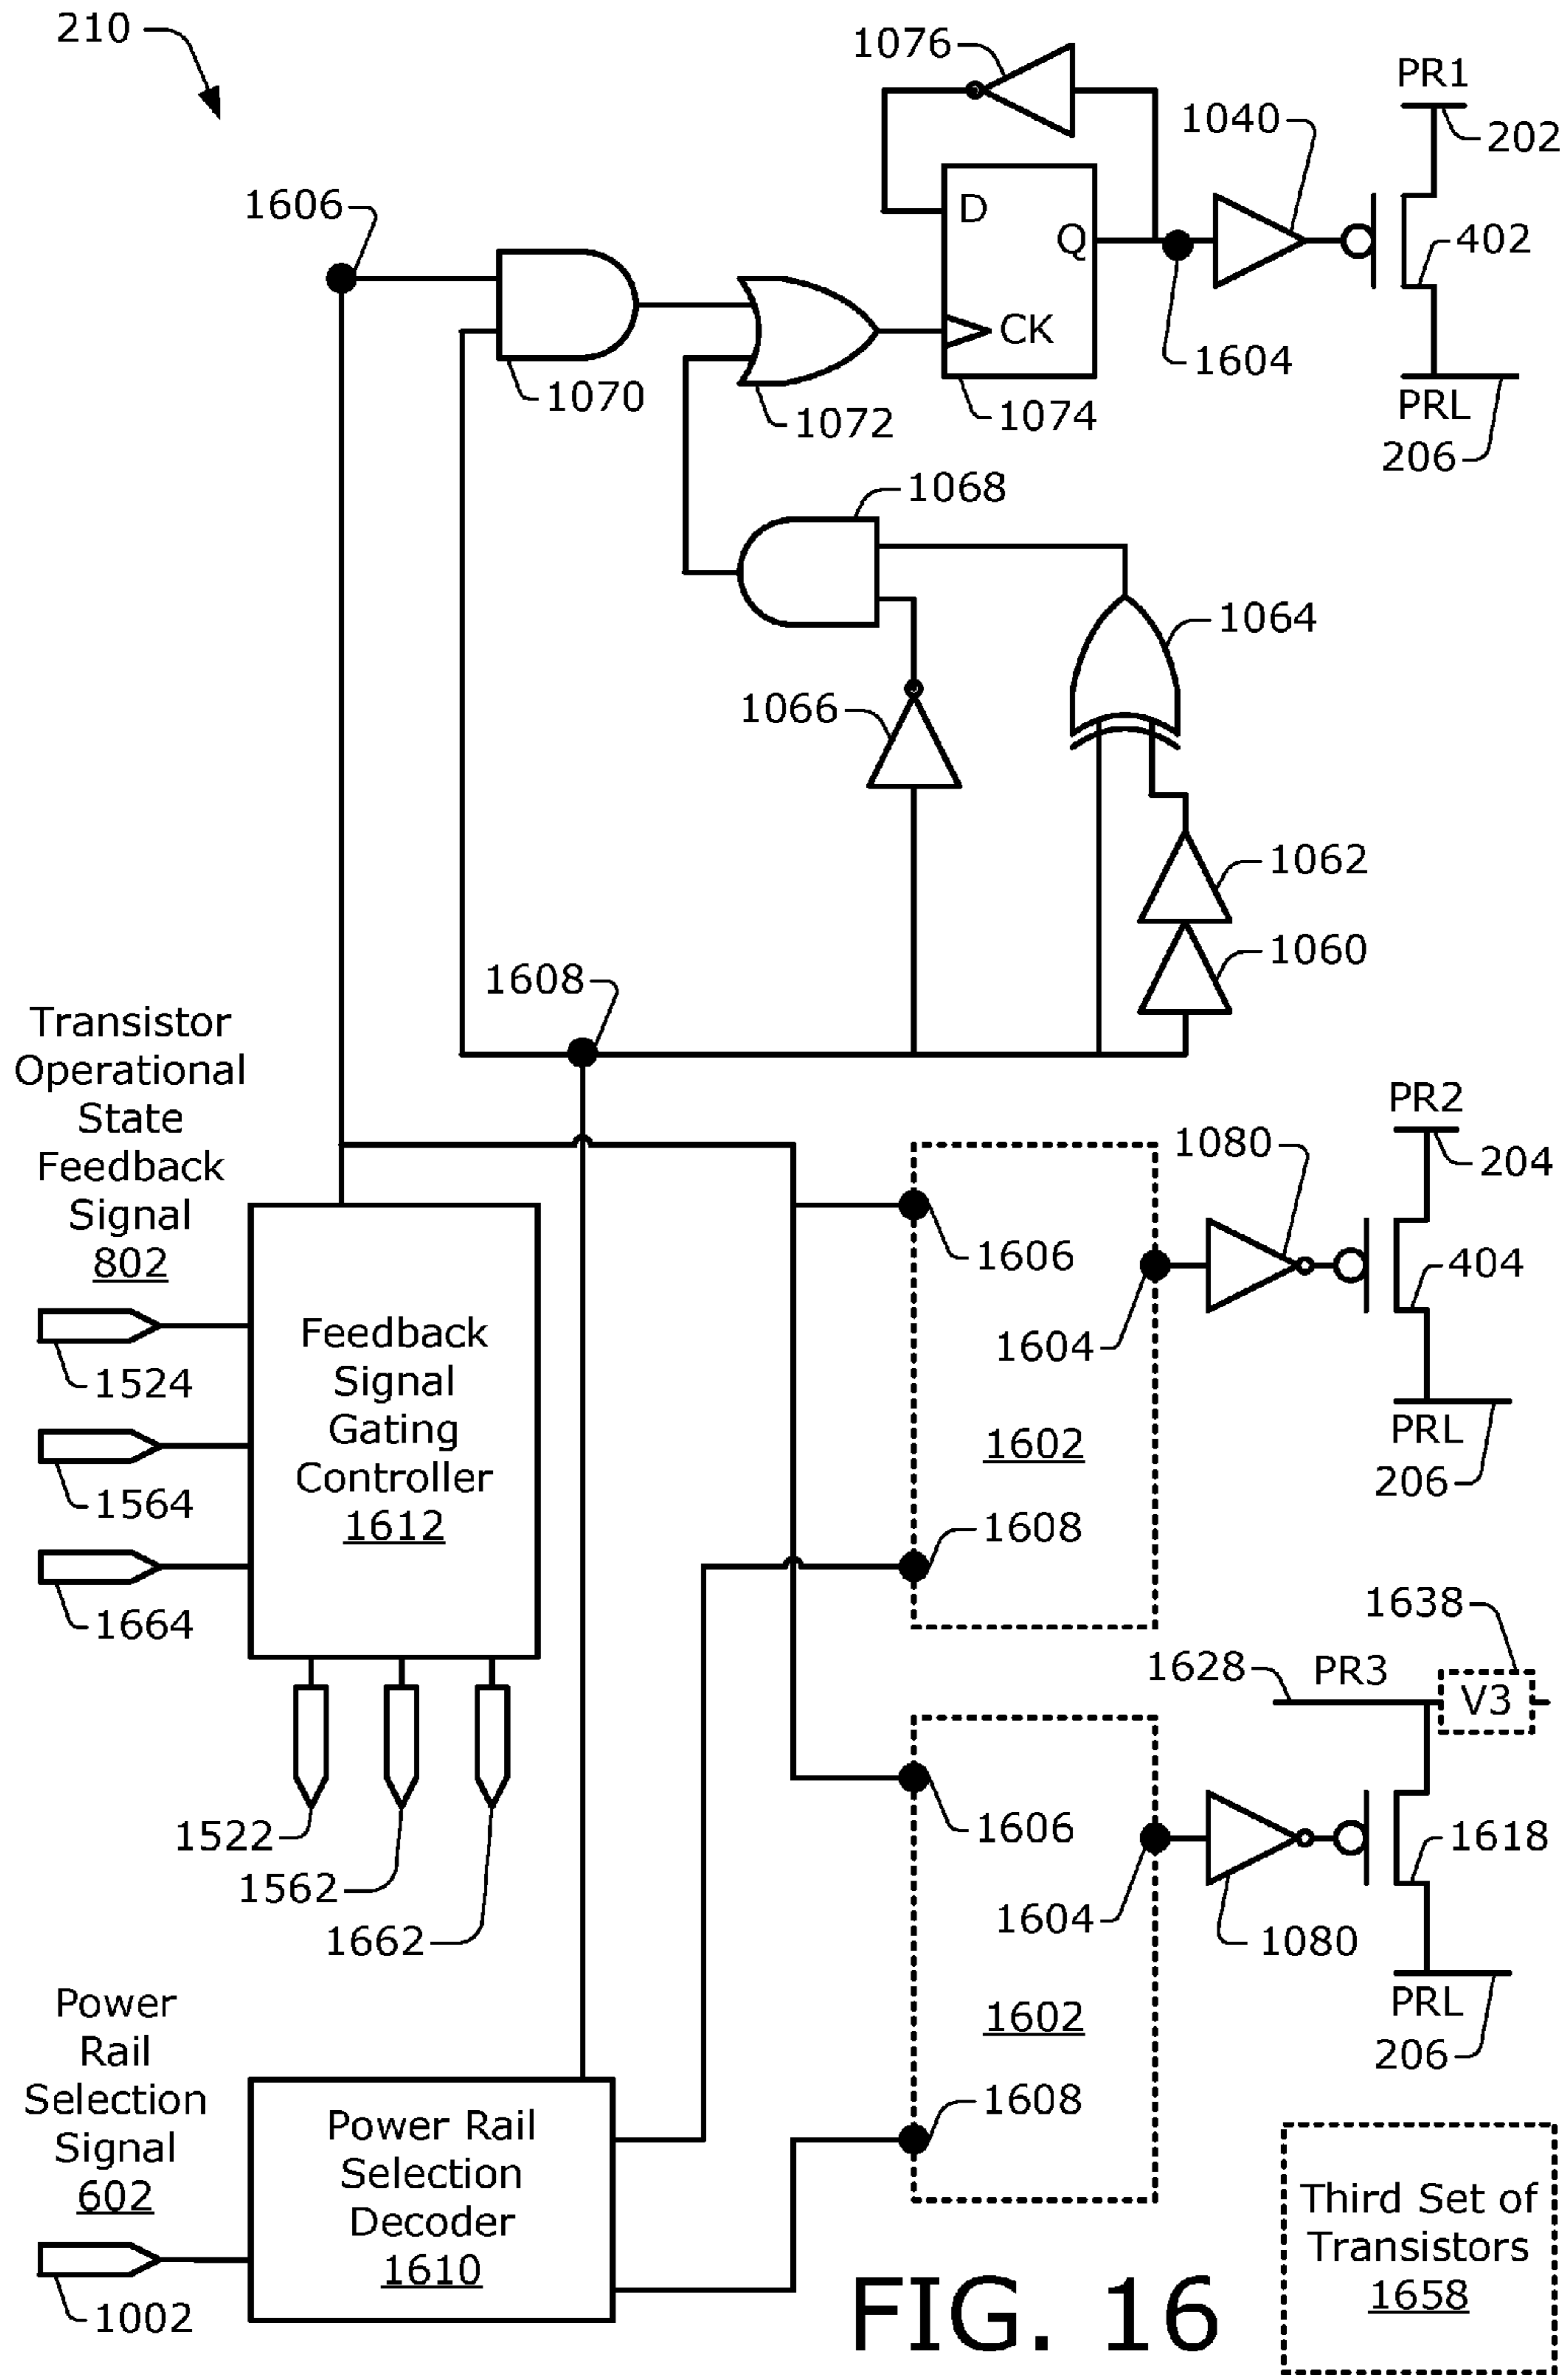 210
1076
PR1
1040
202
1606
D
Q
402
CK
1070
1072
1074
1604
PRL
206
1068
1064
1066
1062
1060
1608
Transistor
Operational
State
Feedback
Signal
802
PR2
1080
204
1606
404
Feedback
Signal
Gating
Controller
1612
1524
1604
1564
1602
PRL
206
1608
1664
1638
1628
PR3
V3
1522
1562
1662
1606
1618
1604
1080
Power
Rail
Selection
Signal
602
1602
PRL
206
1608
Power Rail
Selection
Decoder
1610
1002
Third Set of
Transistors
1658
FIG. 16